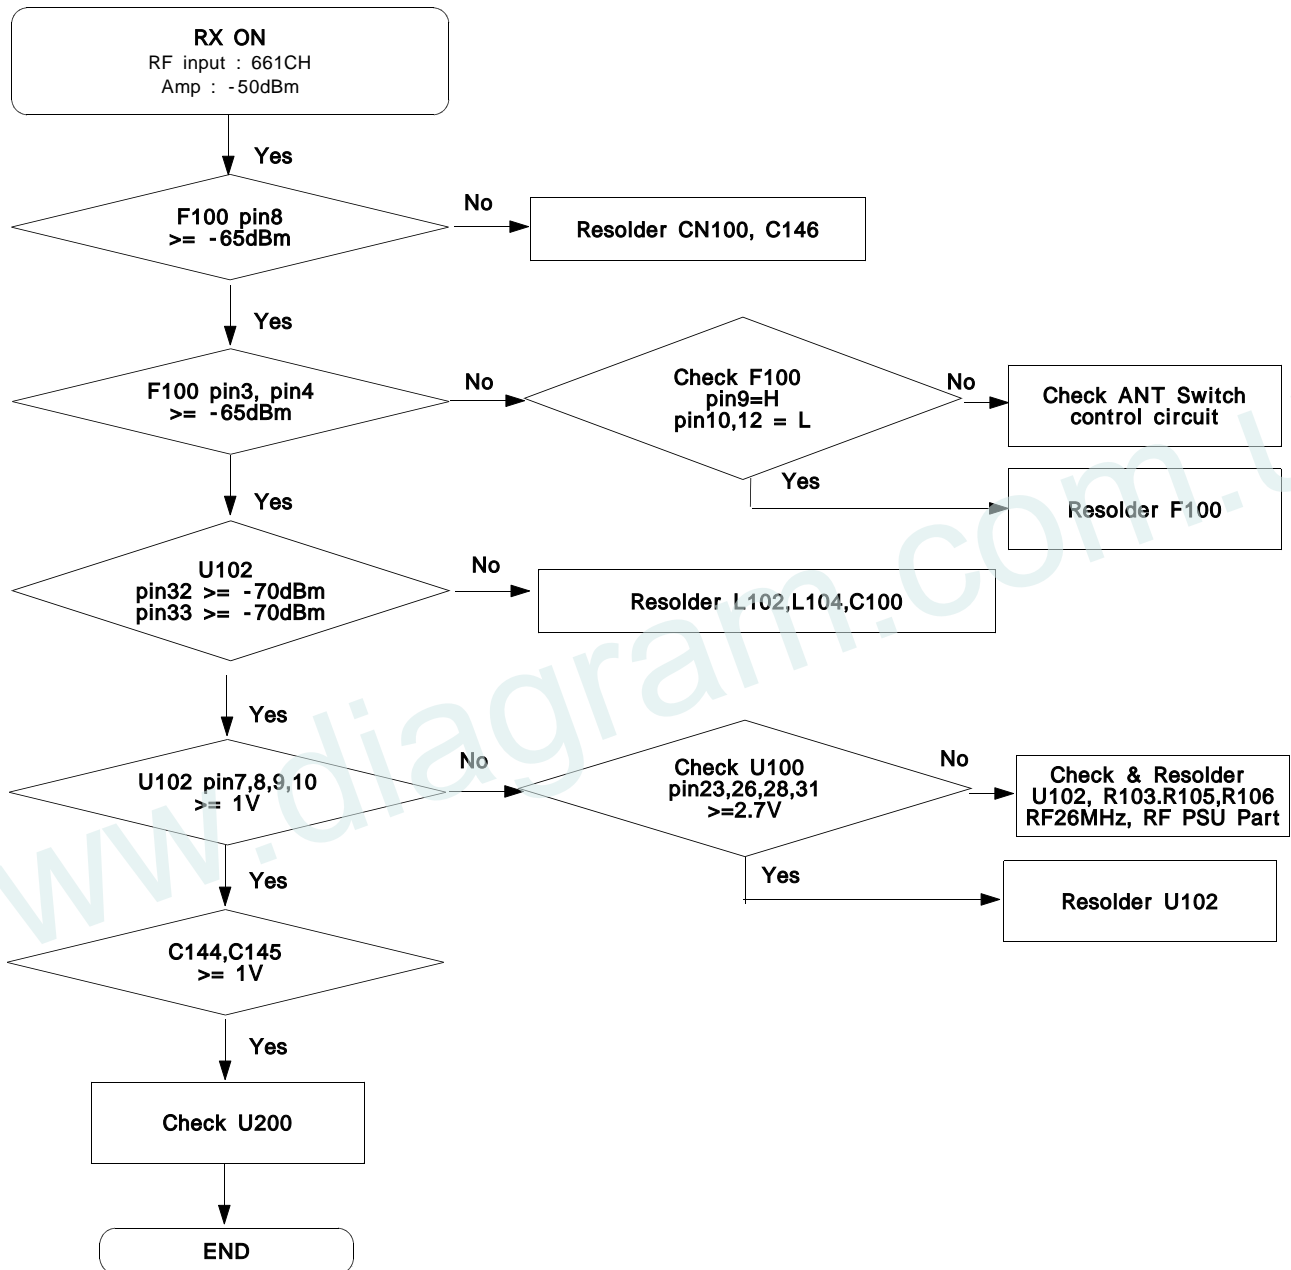 RX ON
RF input : 661CH
Amp : -50dBm
Yes
F100 pin8
>= -65dBm
No
Resolder CN100, C146
Yes
F100 pin3, pin4
>= -65dBm
No
Check F100
pin9=H
pin10,12 = L
No
Check ANT Switch
control circuit
Yes
Resolder F100
Yes
U102
pin32 >= -70dBm
pin33 >= -70dBm
No
Resolder L102,L104,C100
Yes
U102 pin7,8,9,10
>= 1V
No
Check U100
pin23,26,28,31
>=2.7V
No
Check & Resolder
U102, R103.R105,R106
RF26MHz, RF PSU Part
Yes
Resolder U102
Yes
C144,C145
>= 1V
Yes
Check U200
END
ww.diagram.com.u